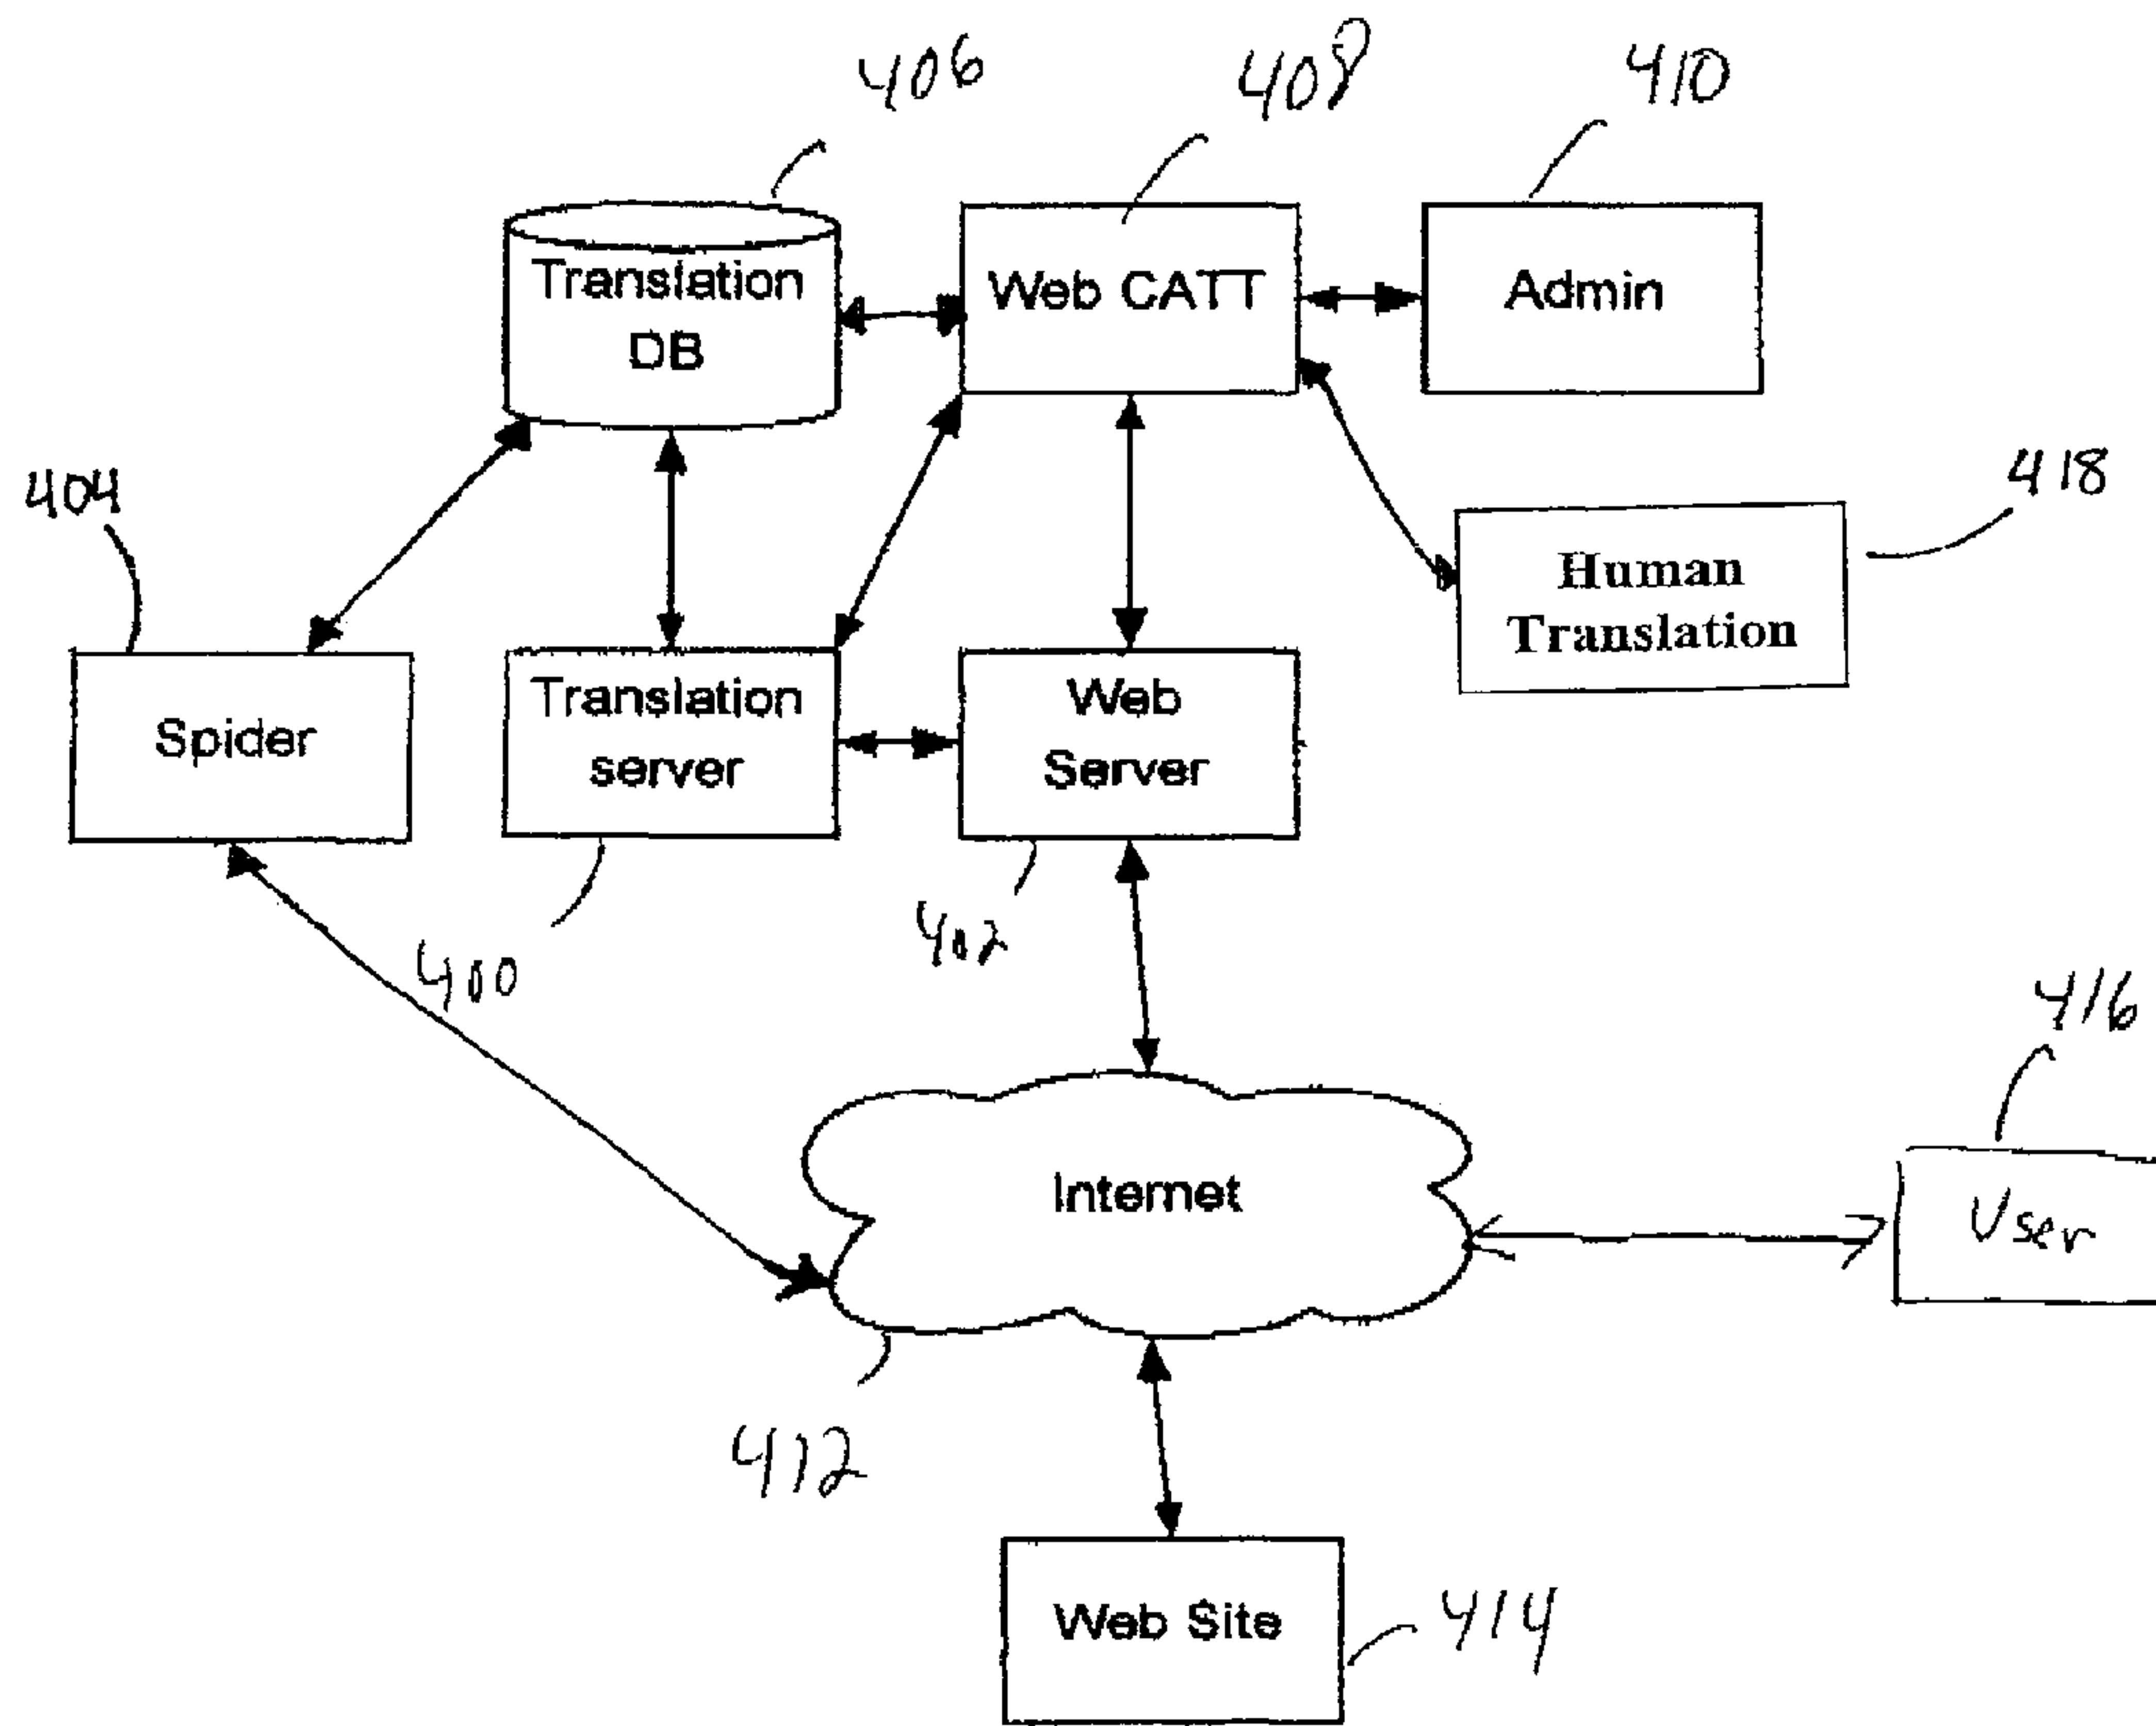 406
408
410
Translation
DB
Web CATT
Admin
404
418
Human
Translation
Spider
Translation
server
Web
Server
400
402
416
Internet
User
412
Web Site
414